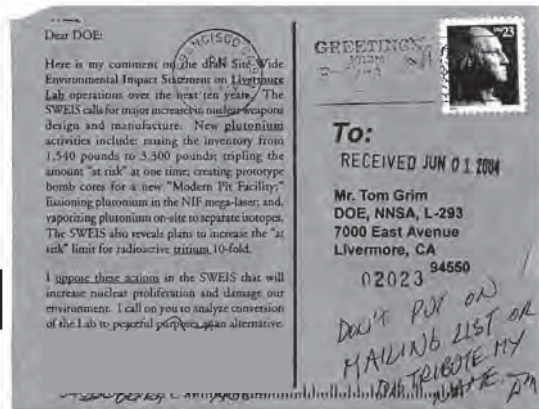 Dear DOE:
Here is my comment on the draft Site Wide
Environmental Impact Statement on Livermore
Lab operations over the next ten years. The
SWEIS calls for major increases in nuclear weapons
design and manufacture. New plutonium
activities include: raising the inventory from
1,540 pounds to 3,300 pounds; tripling the
amount "at risk" at one time; creating prototype
bomb cores for a new "Modern Pit Facility;"
fissioning plutonium in the NIF mega-laser; and,
vaporizing plutonium on-site to separate isotopes.
The SWEIS also reveals plans to increase the "at
risk" limit for radioactive tritium 10-fold.
I oppose these actions in the SWEIS that will
increase nuclear proliferation and damage our
environment. I call on you to analyze conversion
of the Lab to peaceful purposes as an alternative.
GREETINGS
FROM
23
To:
RECEIVED JUN 01 2004
Mr. Tom Grim
DOE, NNSA, L-293
7000 East Avenue
Livermore, CA
94550
02023
DON'T PUT ON
MAILING LIST OR
DISTRIBUTE MY
NAME.